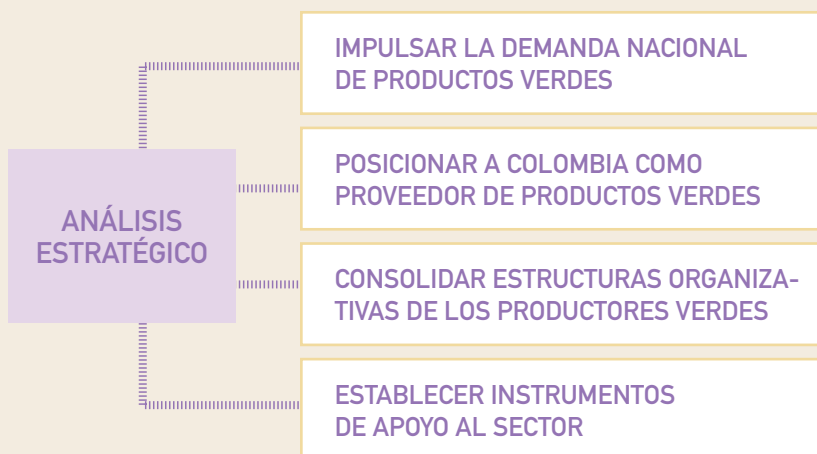 IMPULSAR LA DEMANDA NACIONAL
DE PRODUCTOS VERDES
POSICIONAR A COLOMBIA COMO
PROVEEDOR DE PRODUCTOS VERDES
ANÁLISIS
ESTRATÉGICO
CONSOLIDAR ESTRUCTURAS ORGANIZA-
TIVAS DE LOS PRODUCTORES VERDES
ESTABLECER INSTRUMENTOS
DE APOYO AL SECTOR